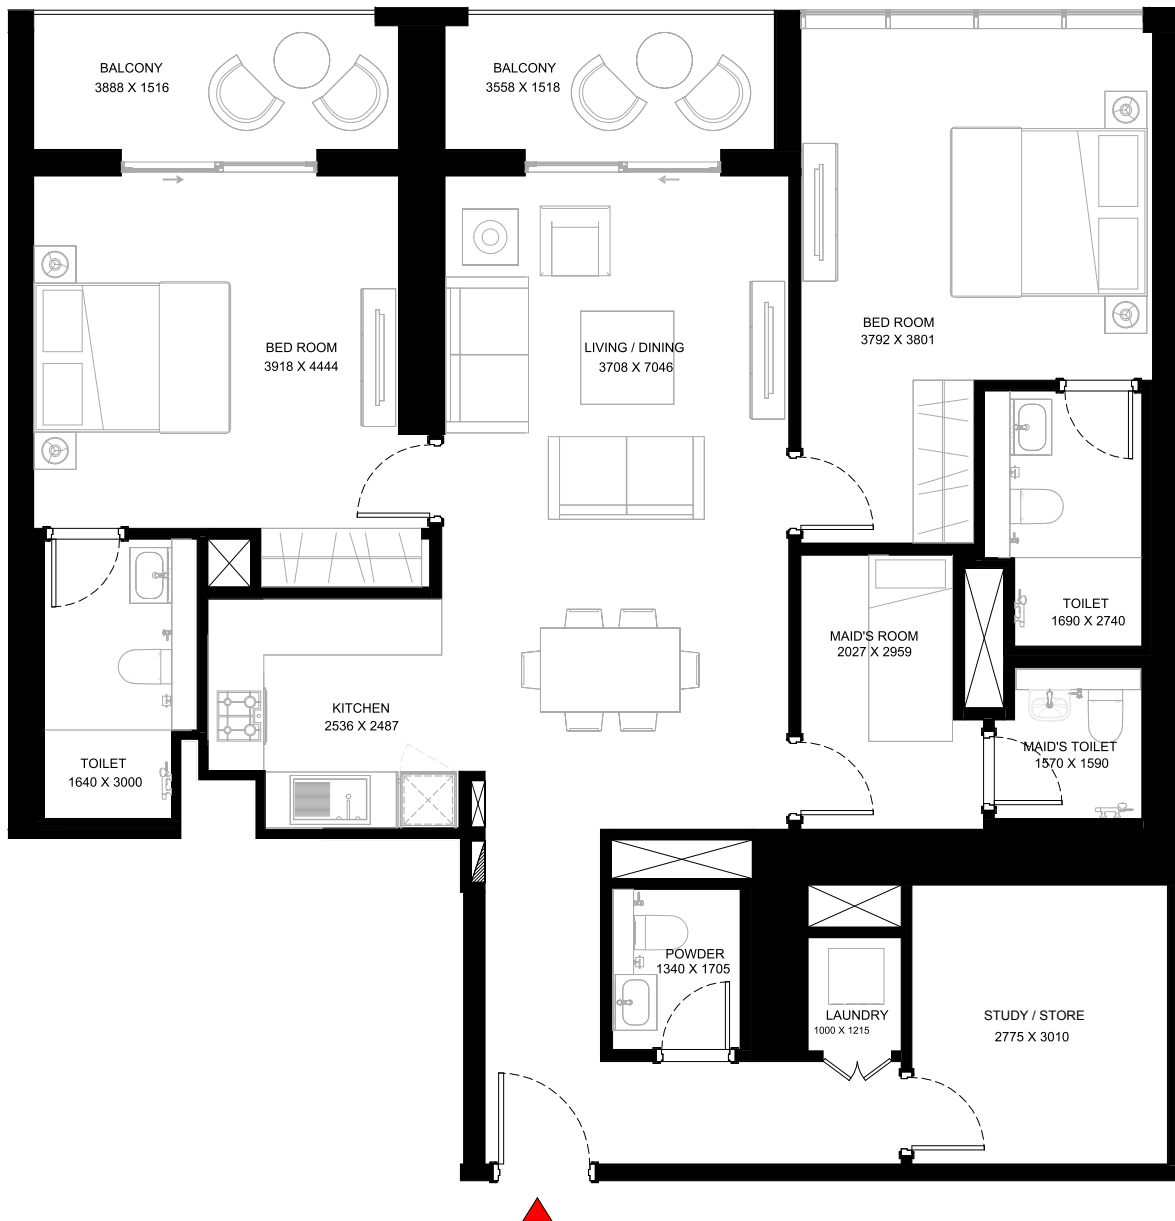 BALCONY
3888 X 1516
BALCONY
3558 X 1518
BED ROOM
3792 X 3801
BED ROOM
3918 X 4444
LIVING / DINING
3708 X 7046
TOILET
1690 X 2740
MAID'S ROOM
2027 X 2959
KITCHEN
2536 X 2487
MAID'S TOILET
1570 X 1590
TOILET
1640 X 3000
POWDER
1340 X 1705
LAUNDRY
1000 X 1215
STUDY / STORE
2775 X 3010